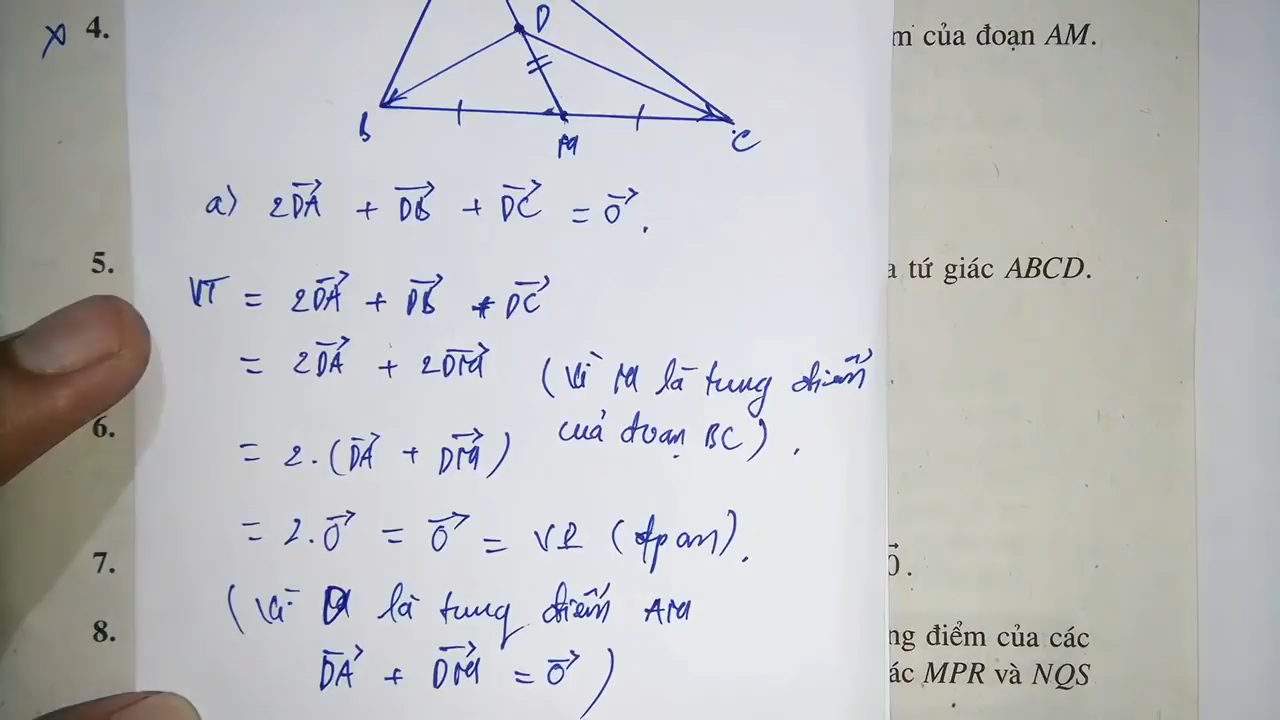 4.
D
m của đoạn AM.
B
M
C
a) 2DA + DB + DC = 0.
5.
a tứ giác ABCD.
VT = 2DA + DB + DC
= 2DA + 2DM (Vì M là trung điểm
của đoạn BC).
6.
= 2.(DA + DM)
= 2.0 = 0 = VP (đpcm).
7.
0.
(Vì D là trung điểm AM
8.
ng điểm của các
DA + DM = 0)
ác MPR và NQS